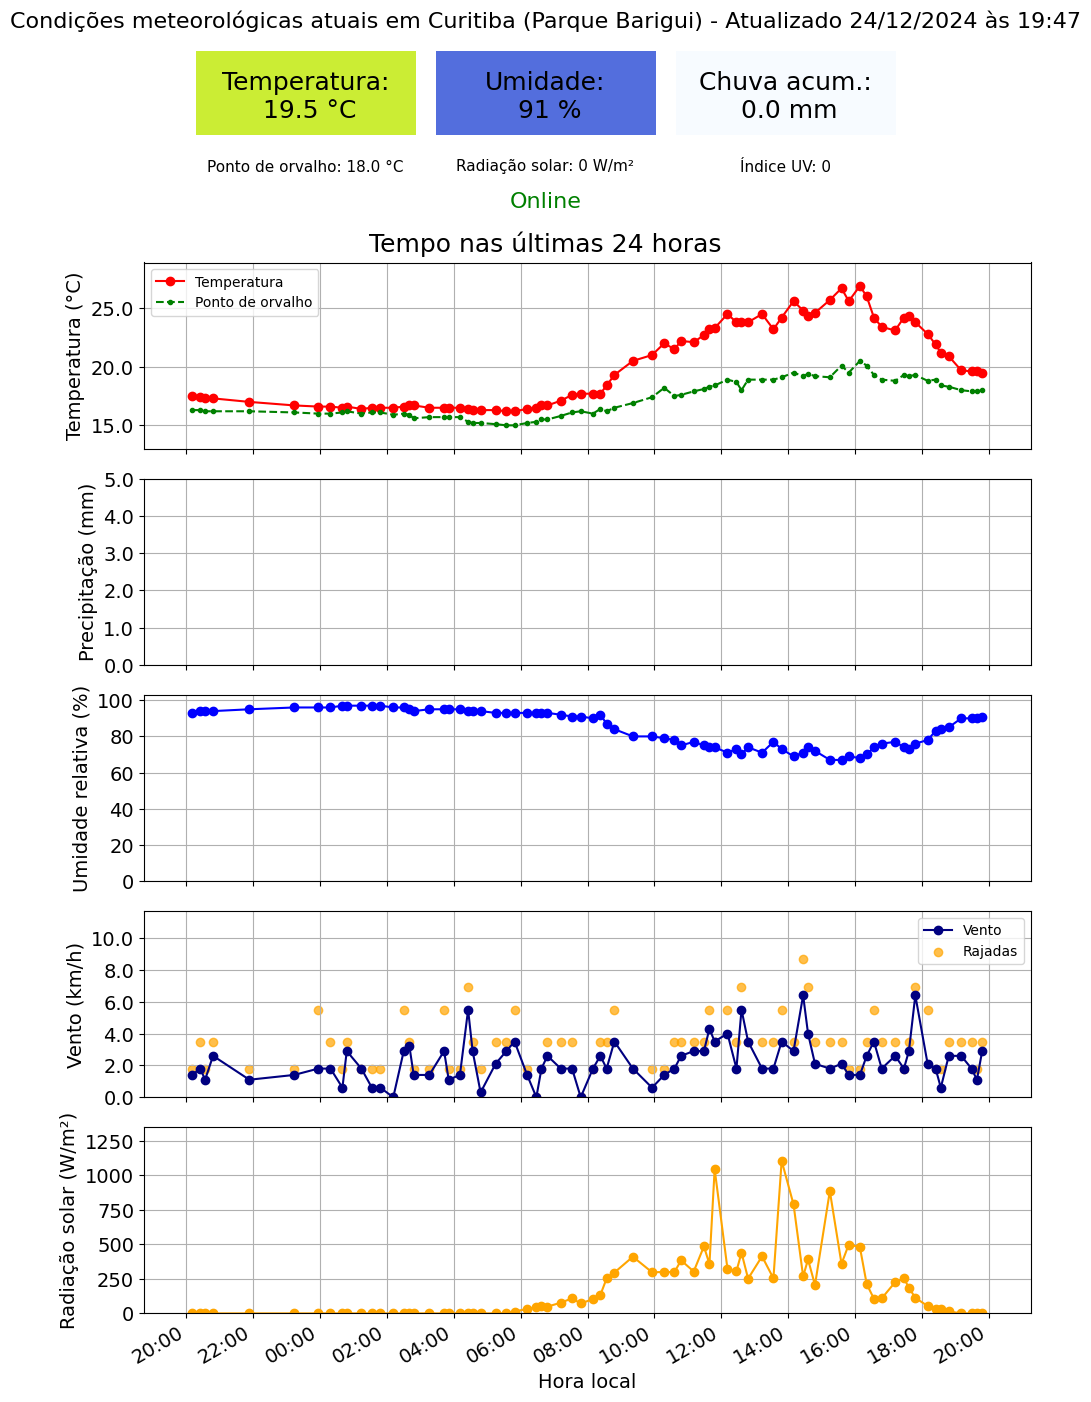 Condições meteorológicas atuais em Curitiba (Parque Barigui) - Atualizado 24/12/2024 às 19:47
Temperatura:
19.5 °C
Umidade:
91 %
Chuva acum.:
0.0 mm
Ponto de orvalho: 18.0 °C
Radiação solar: 0 W/m²
Índice UV: 0
Online
Tempo nas últimas 24 horas
Temperatura (°C)
25.0
20.0
15.0
Temperatura
Ponto de orvalho
Precipitação (mm)
5.0
4.0
3.0
2.0
1.0
0.0
Umidade relativa (%)
100
80
60
40
20
0
Vento (km/h)
10.0
8.0
6.0
4.0
2.0
0.0
Vento
Rajadas
Radiação solar (W/m²)
1250
1000
750
500
250
0
20:00 22:00 00:00 02:00 04:00 06:00 08:00 10:00 12:00 14:00 16:00 18:00 20:00
Hora local